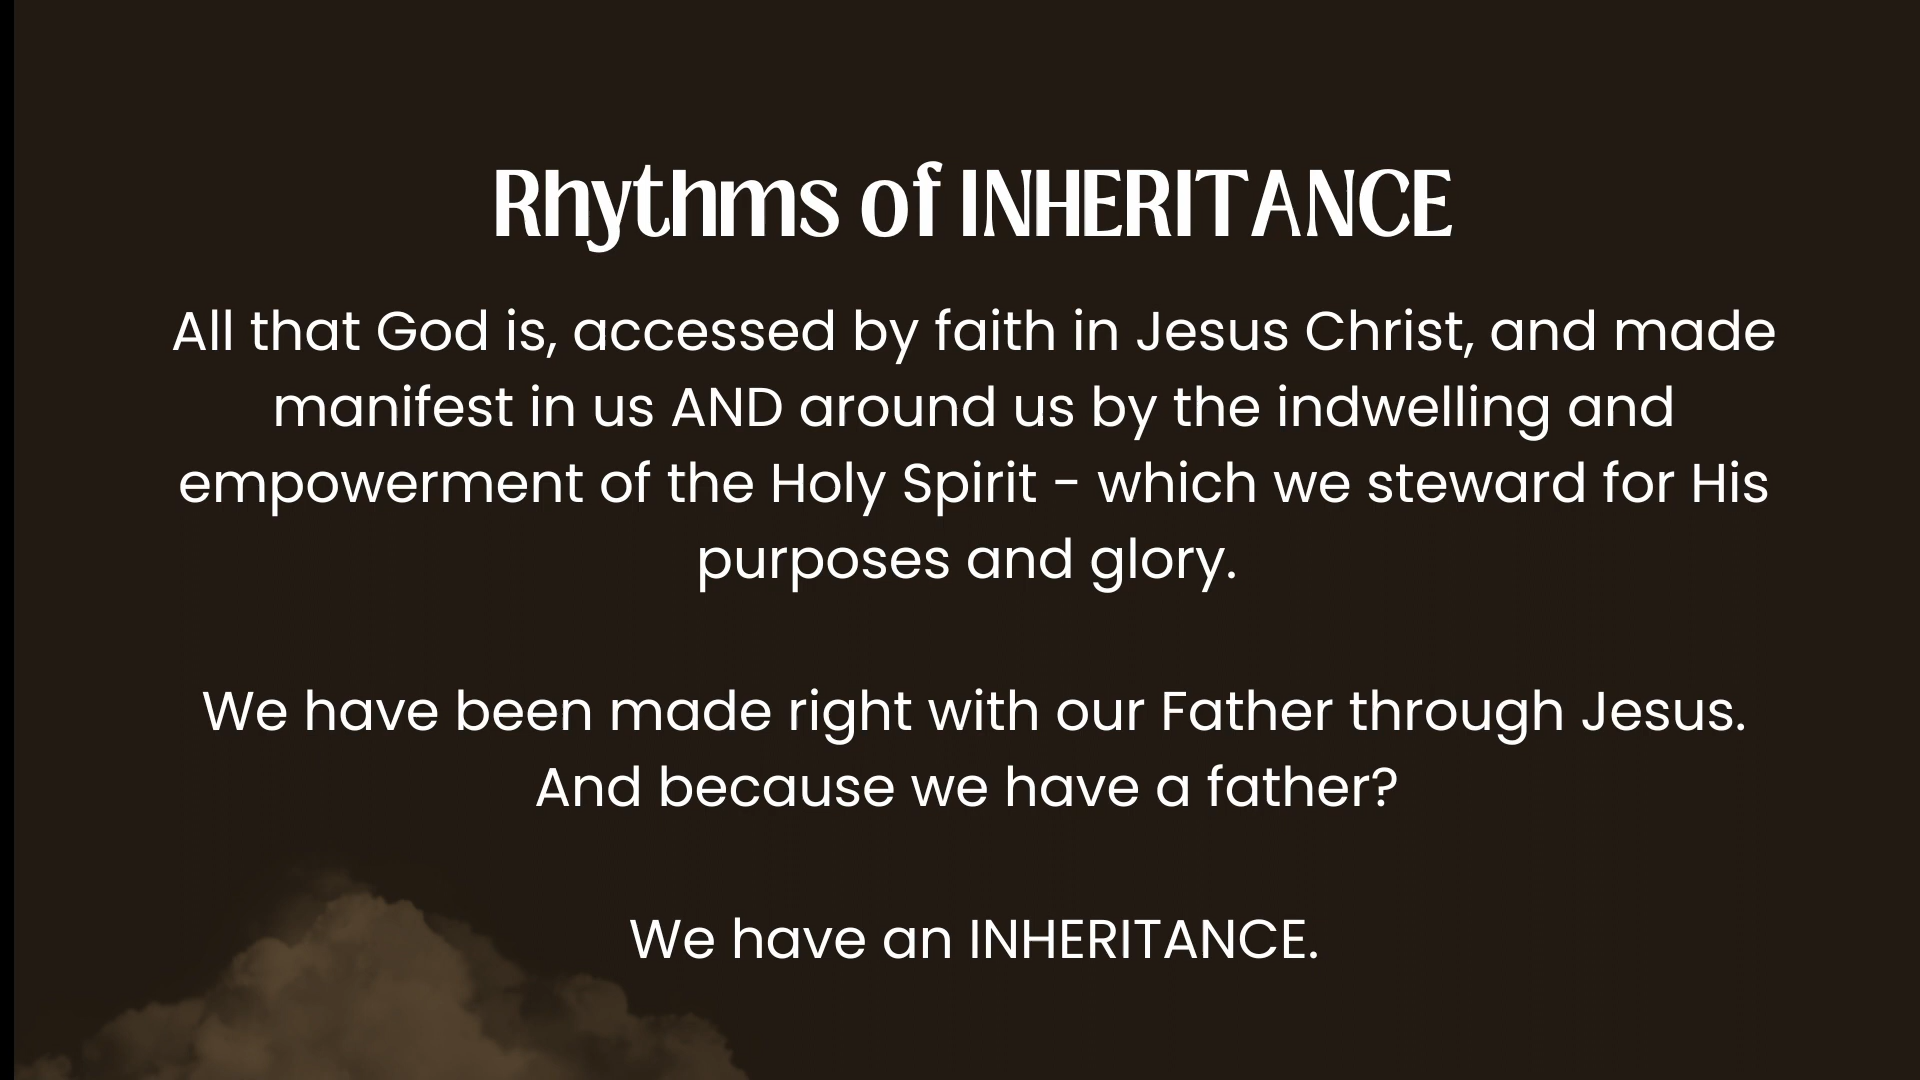 Rhythms of INHERITANCE
All that God is, accessed by faith in Jesus Christ, and made
manifest in us AND around us by the indwelling and
empowerment of the Holy Spirit - which we steward for His
purposes and glory.
We have been made right with our Father through Jesus.
And because we have a father?
We have an INHERITANCE.